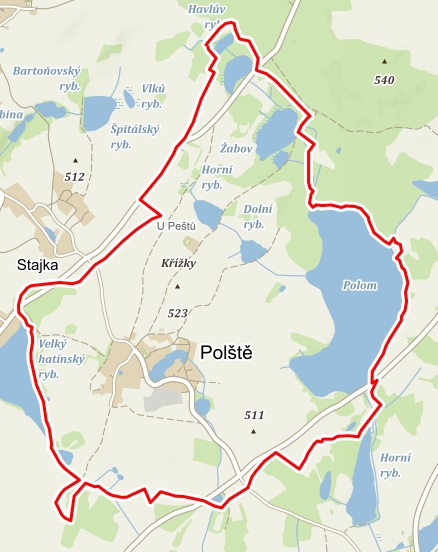 Havlův
ryb.
Bartoňovský
ryb.
Vlků
ryb.
540
Špitálský
ryb.
Žabov
512
Horní
ryb.
Dolní
ryb.
U Peštů
Stajka
Křížky
Polom
523
Velký
hatínský
ryb.
Polště
511
Horní
ryb.